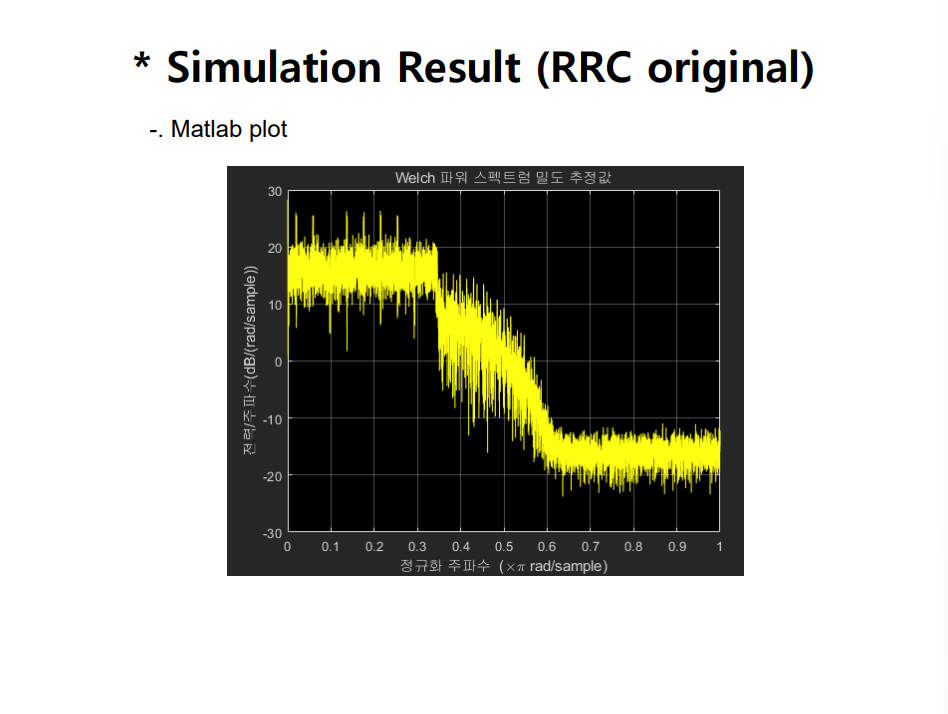 * Simulation Result (RRC original)
-. Matlab plot
Welch 파워 스펙트럼 밀도 추정값
전력/주파수(dB/(rad/sample))
30
20
10
0
-10
-20
-30
0 0.1 0.2 0.3 0.4 0.5 0.6 0.7 0.8 0.9 1
정규화 주파수 (×π rad/sample)